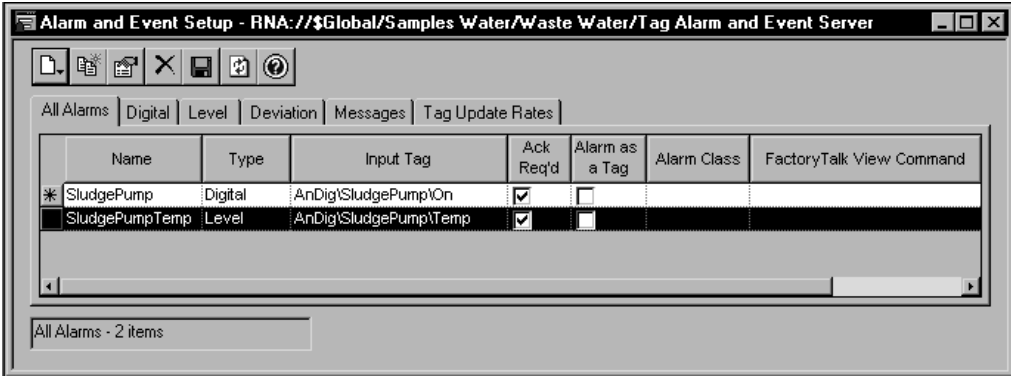 Alarm and Event Setup - RNA://$Global/Samples Water/Waste Water/Tag Alarm and Event Server
All Alarms Digital Level Deviation Messages Tag Update Rates
Name Type Input Tag Ack Req'd Alarm as a Tag Alarm Class FactoryTalk View Command
SludgePump Digital AnDig\SludgePump\On
SludgePumpTemp Level AnDig\SludgePump\Temp
All Alarms - 2 items